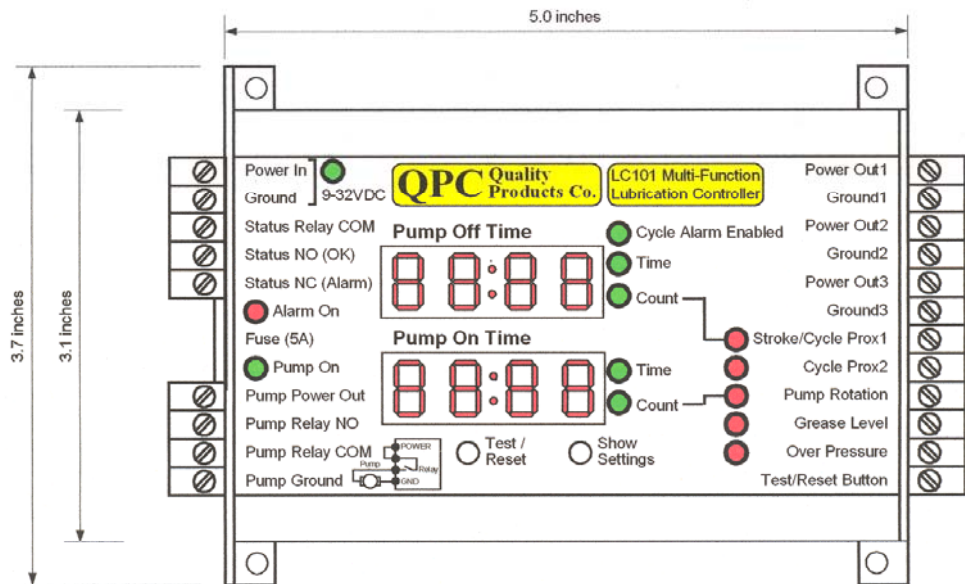 5.0 inches
3.7 inches
3.1 inches
Power In
Ground
9-32VDC
Status Relay COM
Status NO (OK)
Status NC (Alarm)
Alarm On
Fuse (5A)
Pump On
Pump Power Out
Pump Relay NO
Pump Relay COM
Pump Ground
QPC Quality
Products Co.
LC101 Multi-Function
Lubrication Controller
Pump Off Time
88:88
Cycle Alarm Enabled
Time
Count
Pump On Time
88:88
Time
Count
POWER
Pump
Relay
GND
Test /
Reset
Show
Settings
Power Out1
Ground1
Power Out2
Ground2
Power Out3
Ground3
Stroke/Cycle Prox1
Cycle Prox2
Pump Rotation
Grease Level
Over Pressure
Test/Reset Button